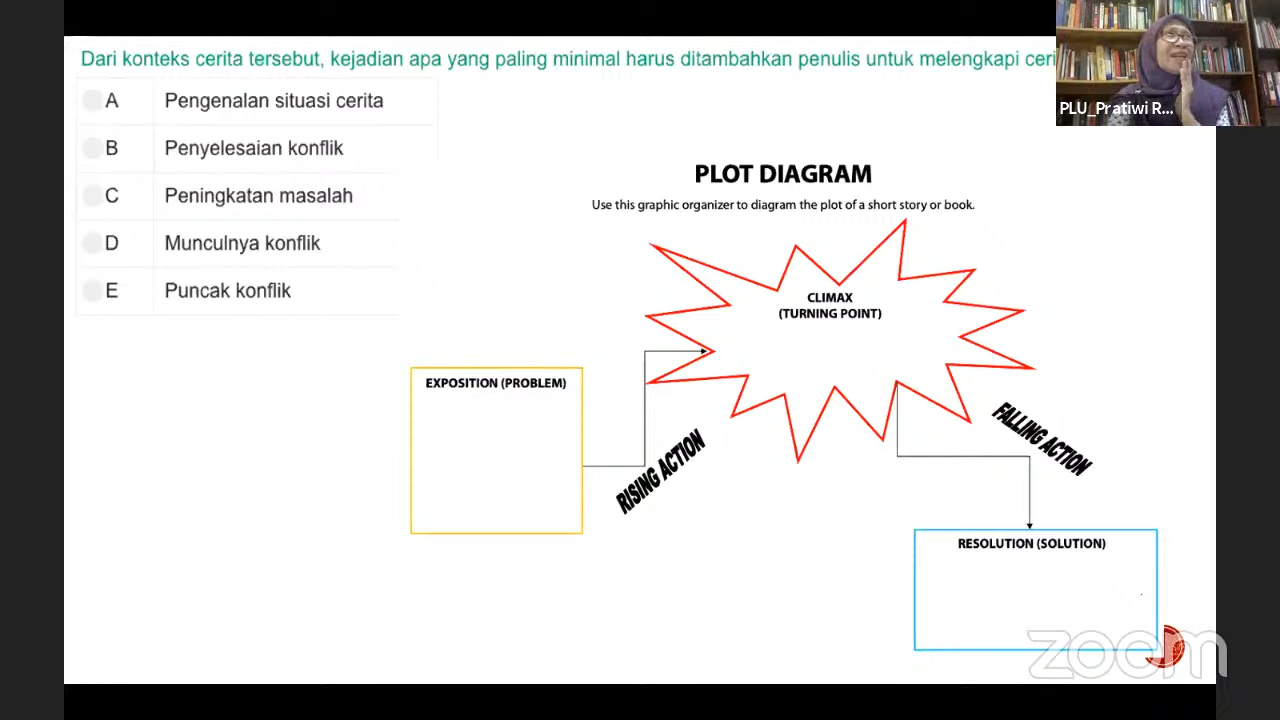 Dari konteks cerita tersebut, kejadian apa yang paling minimal harus ditambahkan penulis untuk melengkapi
A Pengenalan situasi cerita
B Penyelesaian konflik
C Peningkatan masalah
D Munculnya konflik
E Puncak konflik
PLU_Pratiwi R...
PLOT DIAGRAM
Use this graphic organizer to diagram the plot of a short story or book.
CLIMAX
(TURNING POINT)
EXPOSITION (PROBLEM)
RISING ACTION
FALLING ACTION
RESOLUTION (SOLUTION)
zoom